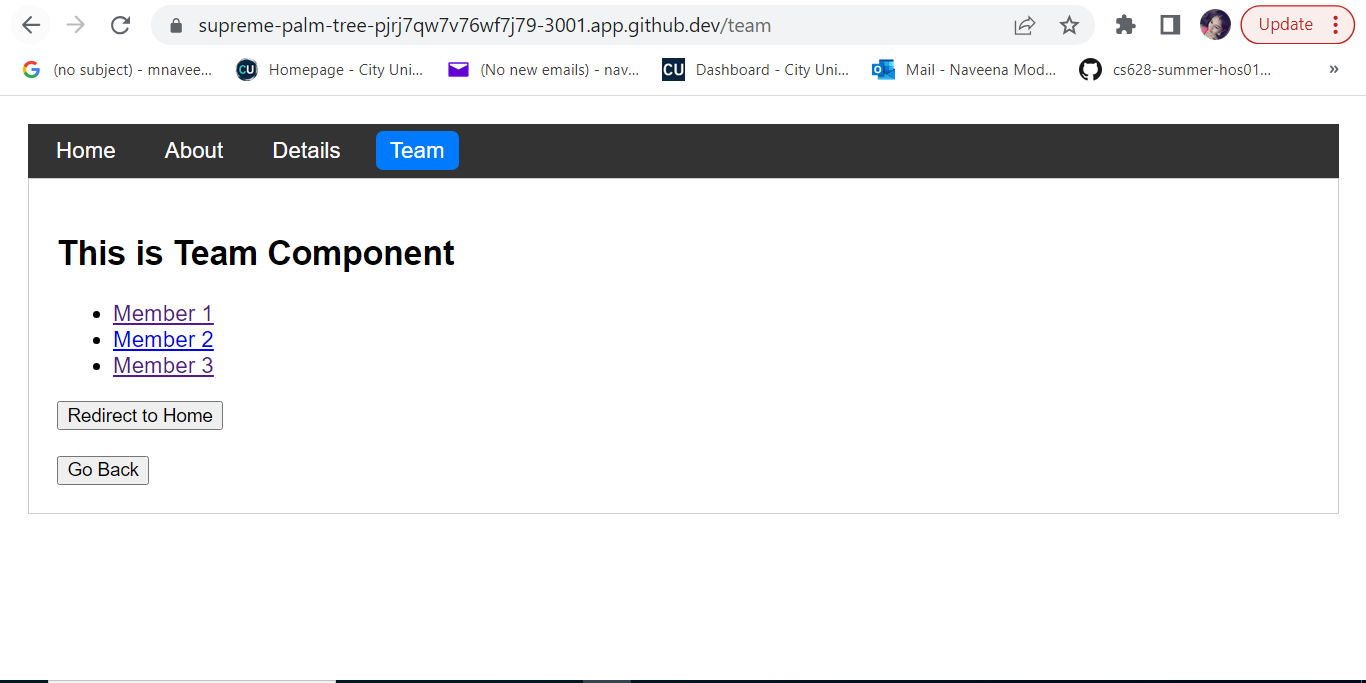 supreme-palm-tree-pjrj7qw7v76wf7j79-3001.app.github.dev/team
Update
(no subject) - mnavee...
CU
Homepage - City Uni...
(No new emails) - nav...
CU
Dashboard - City Uni...
Mail - Naveena Mod...
cs628-summer-hos01...
»
Home
About
Details
Team
This is Team Component
Member 1
Member 2
Member 3
Redirect to Home
Go Back